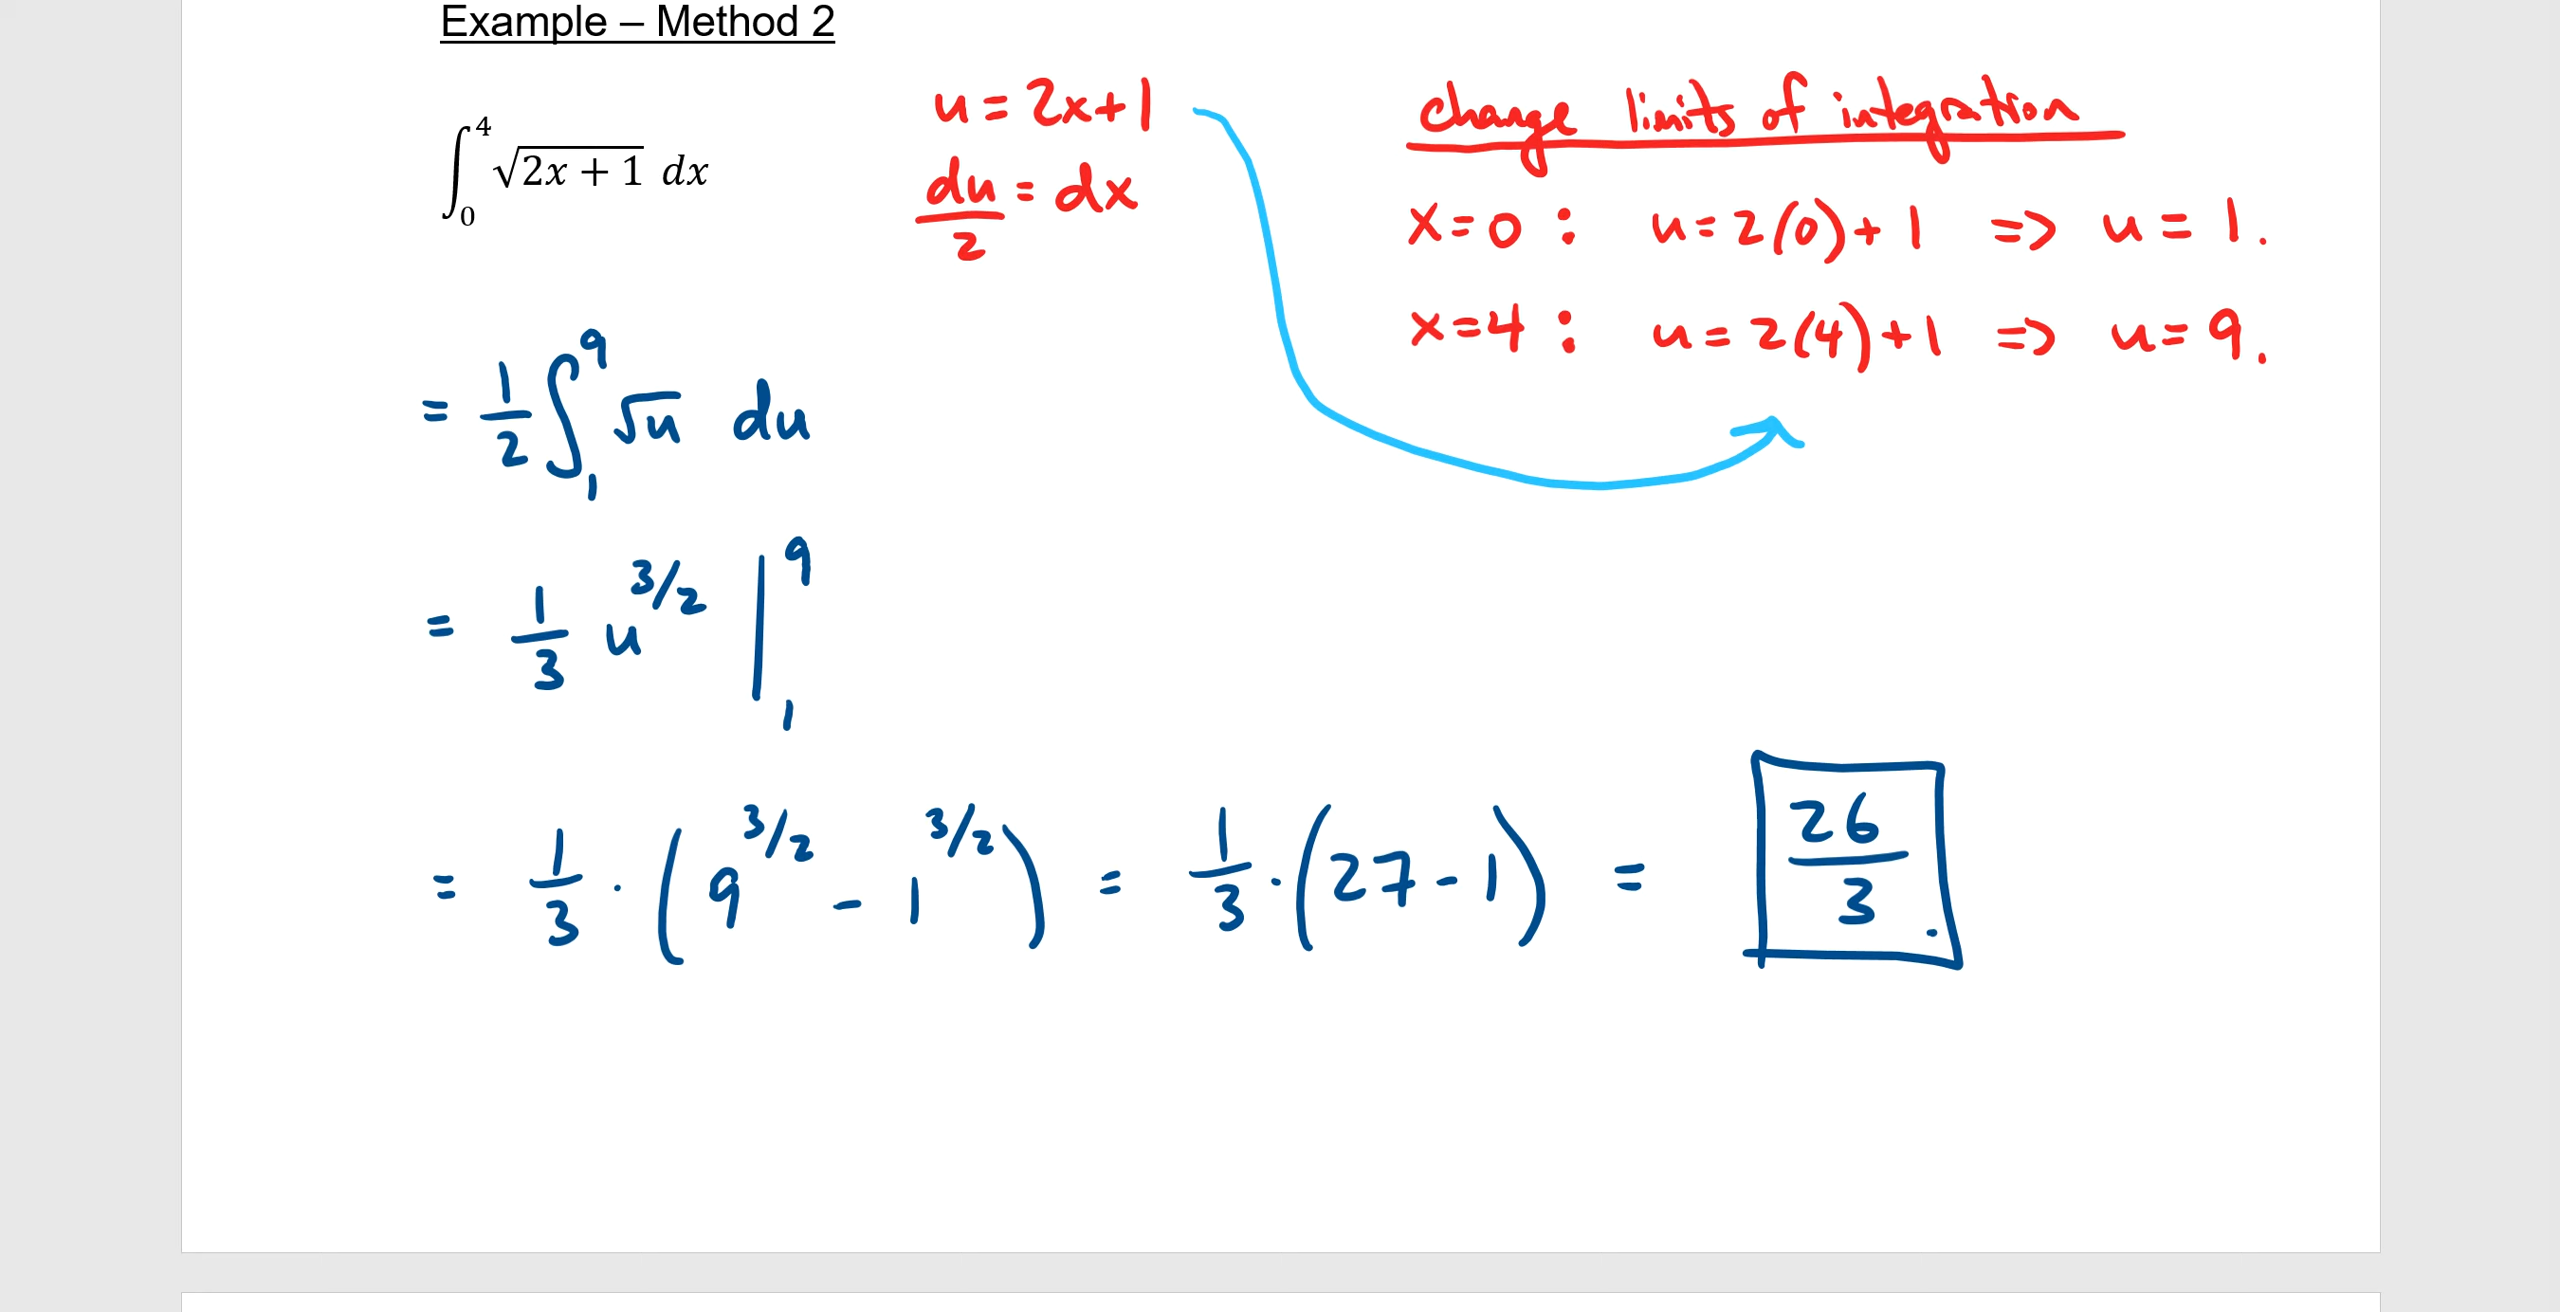 Example – Method 2
∫₀⁴ √(2x + 1) dx
u = 2x+1
du/2 = dx
change limits of integration
x=0 : u=2(0)+1 => u=1.
x=4 : u=2(4)+1 => u=9.
= 1/2 ∫₁⁹ √u du
= 1/3 u^(3/2) |₁⁹
= 1/3 · (9^(3/2) - 1^(3/2)) = 1/3 · (27-1) = 26/3.